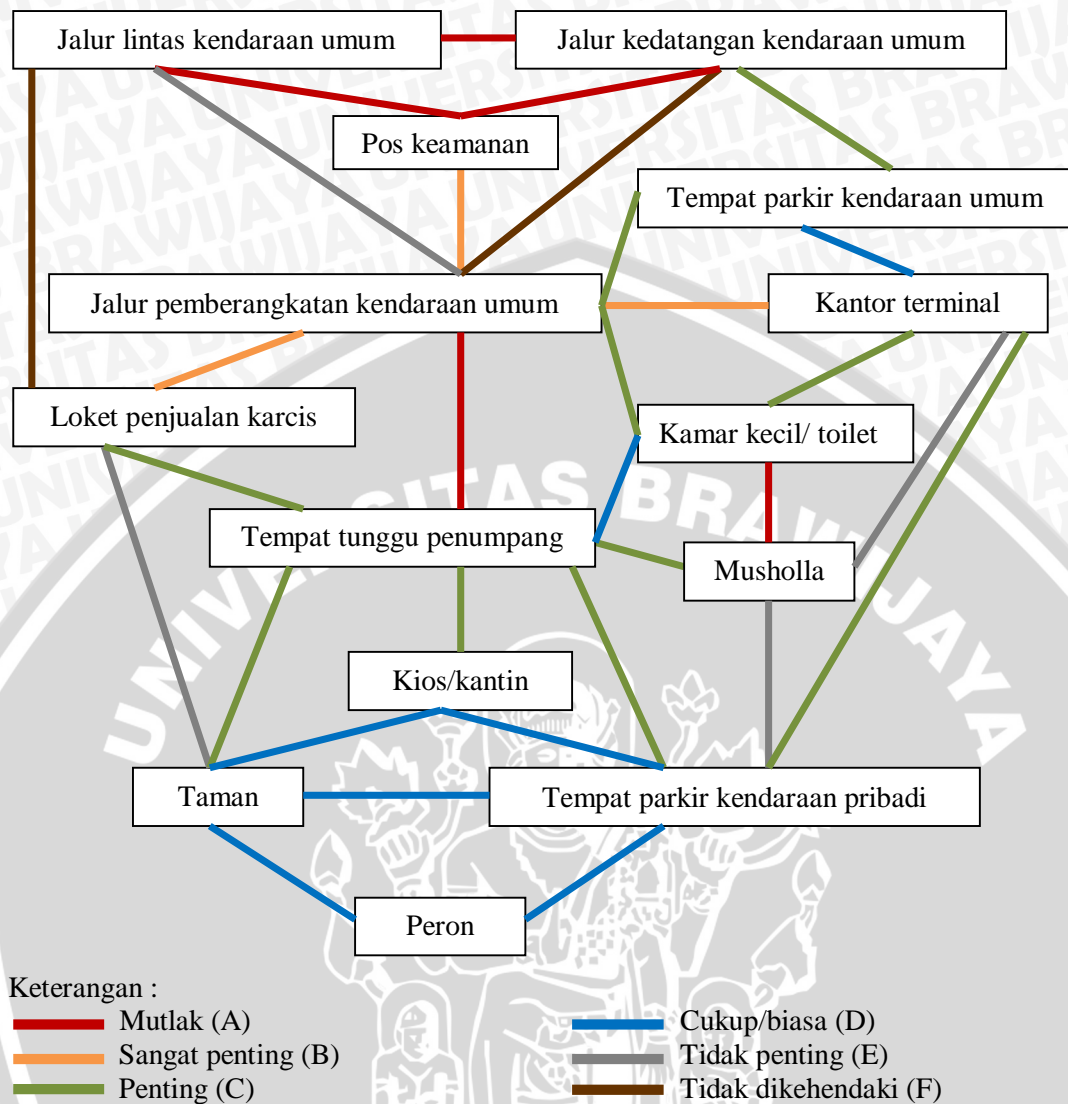 Jalur lintas kendaraan umum
Jalur kedatangan kendaraan umum
Pos keamanan
Tempat parkir kendaraan umum
Jalur pemberangkatan kendaraan umum
Kantor terminal
Loket penjualan karcis
Kamar kecil/ toilet
Tempat tunggu penumpang
Musholla
Kios/kantin
Taman
Tempat parkir kendaraan pribadi
Peron
UNIVERSITAS BRAWIJAYA
Keterangan :
Mutlak (A)
Cukup/biasa (D)
Sangat penting (B)
Tidak penting (E)
Penting (C)
Tidak dikehendaki (F)